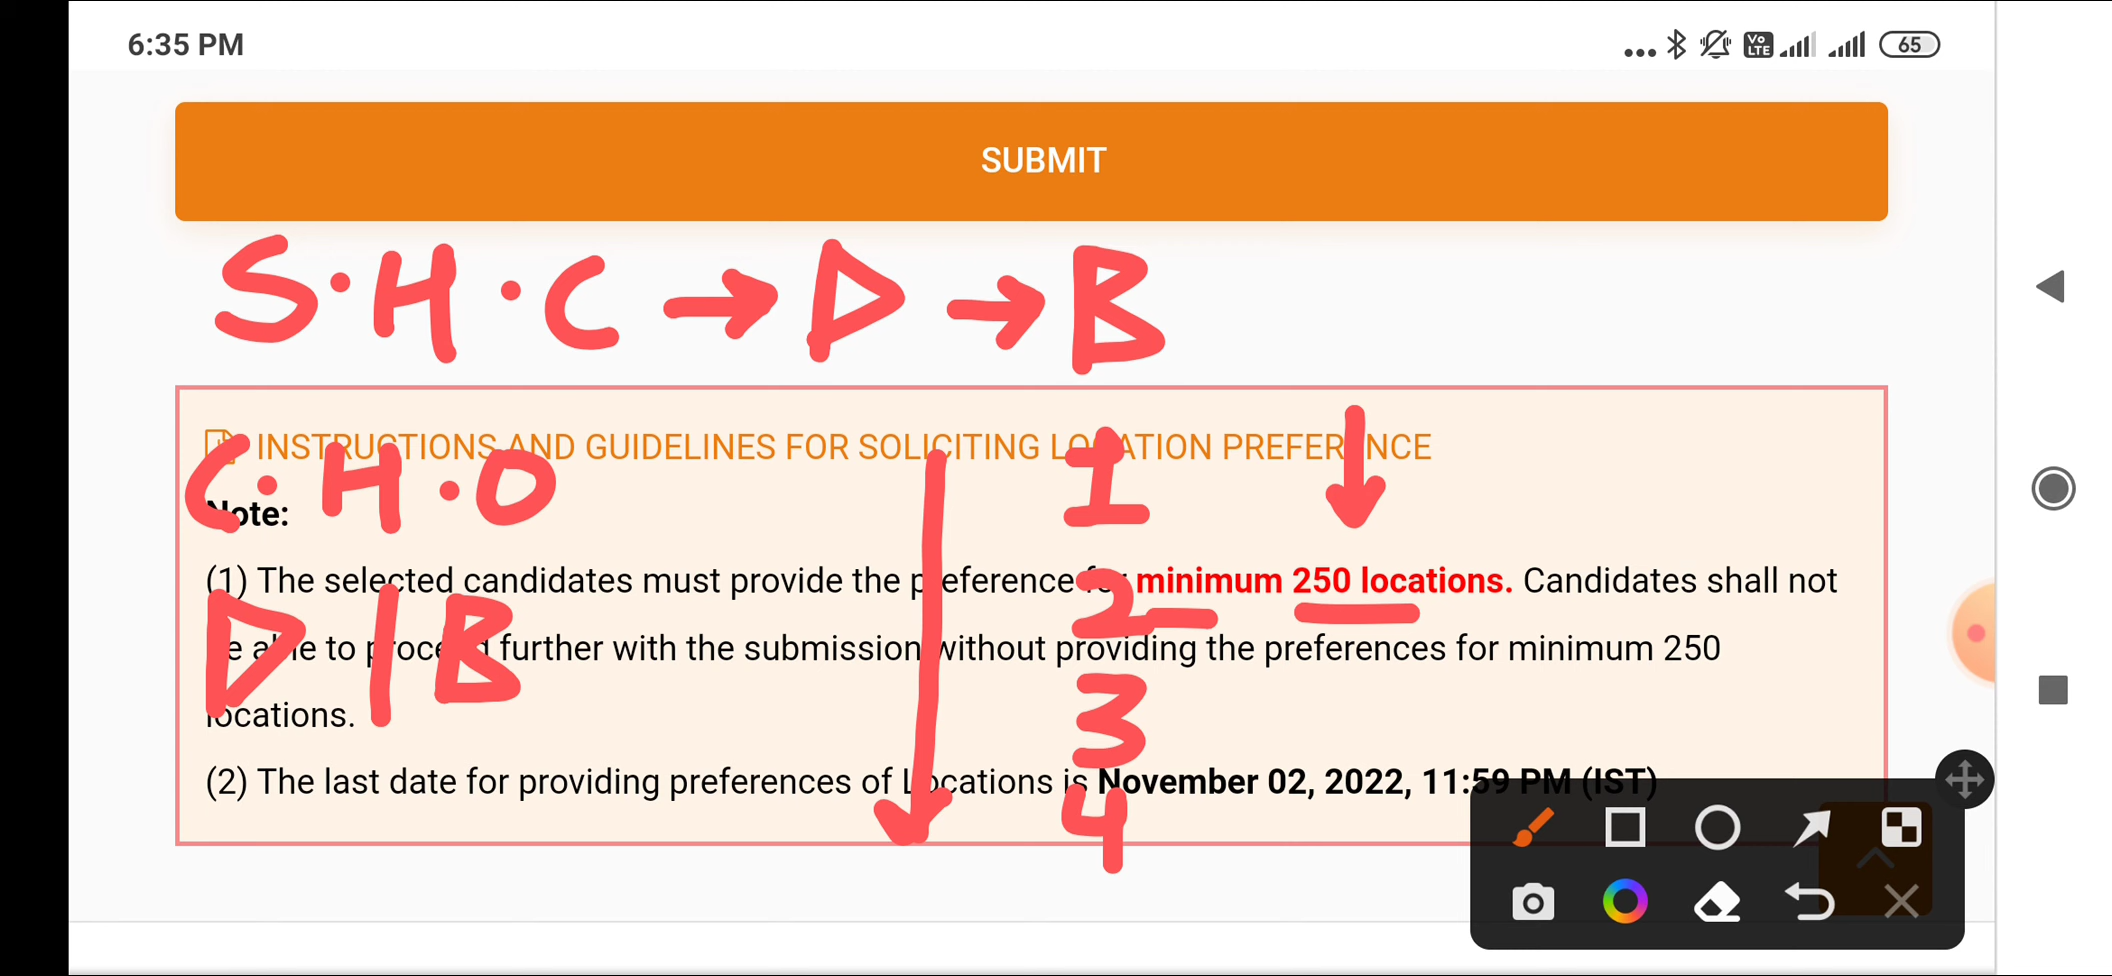 6:35 PM
Vo LTE
65
SUBMIT
S.H.C → D → B
INSTRUCTIONS AND GUIDELINES FOR SOLICITING LOCATION PREFERENCE
C.H.O
1
Note:
(1) The selected candidates must provide the preference for minimum 250 locations. Candidates shall not
2
D | B
be able to proceed further with the submission without providing the preferences for minimum 250
3
locations.
(2) The last date for providing preferences of Locations is November 02, 2022, 11:59 PM (IST)
4